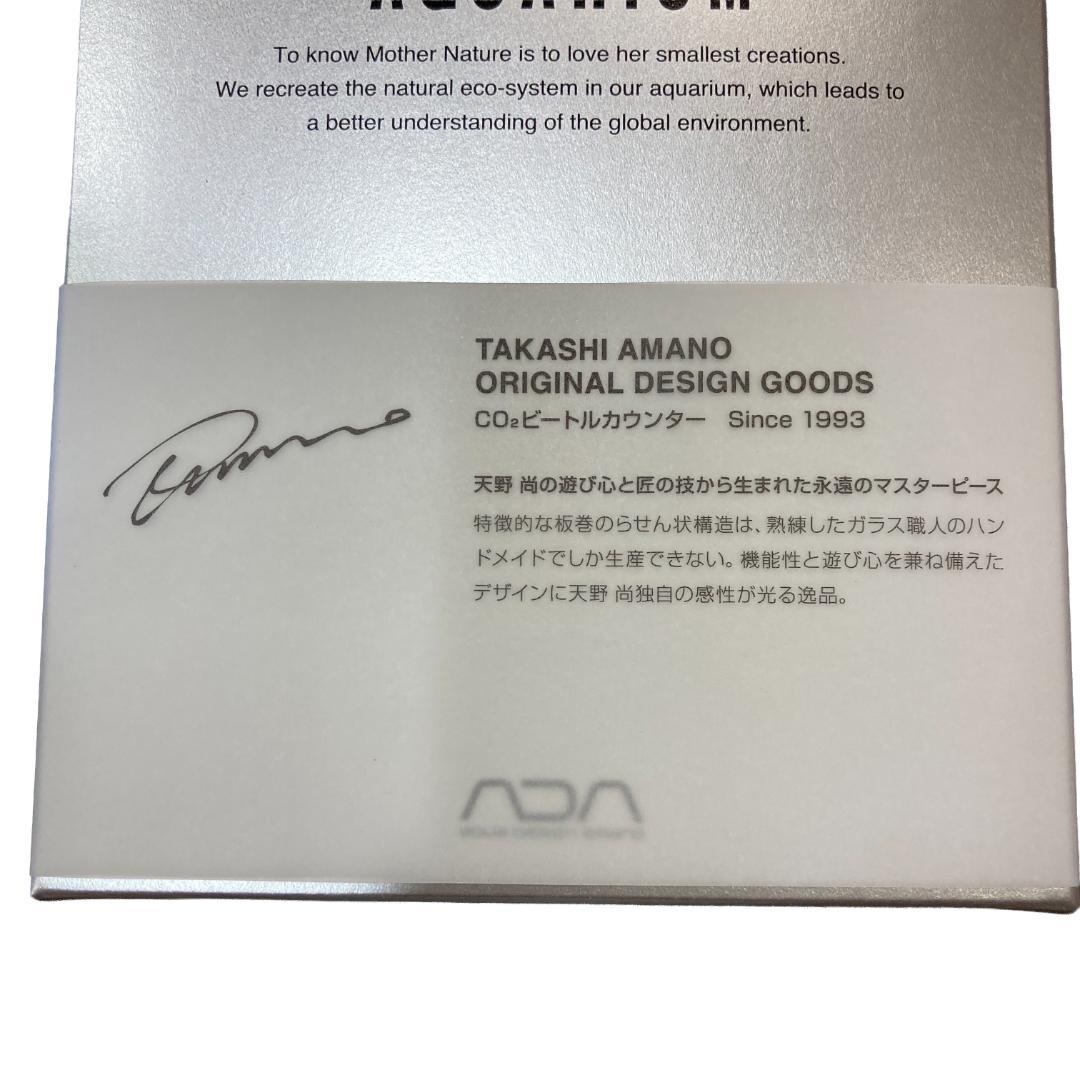 AQUARIUM
To know Mother Nature is to love her smallest creations.
We recreate the natural eco-system in our aquarium, which leads to
a better understanding of the global environment.
TAKASHI AMANO
ORIGINAL DESIGN GOODS
CO₂ビートルカウンター Since 1993
天野 尚の遊び心と匠の技から生まれた永遠のマスターピース
特徴的な板巻のらせん状構造は、熟練したガラス職人のハン
ドメイドでしか生産できない。機能性と遊び心を兼ね備えた
デザインに天野 尚独自の感性が光る逸品。
ADA